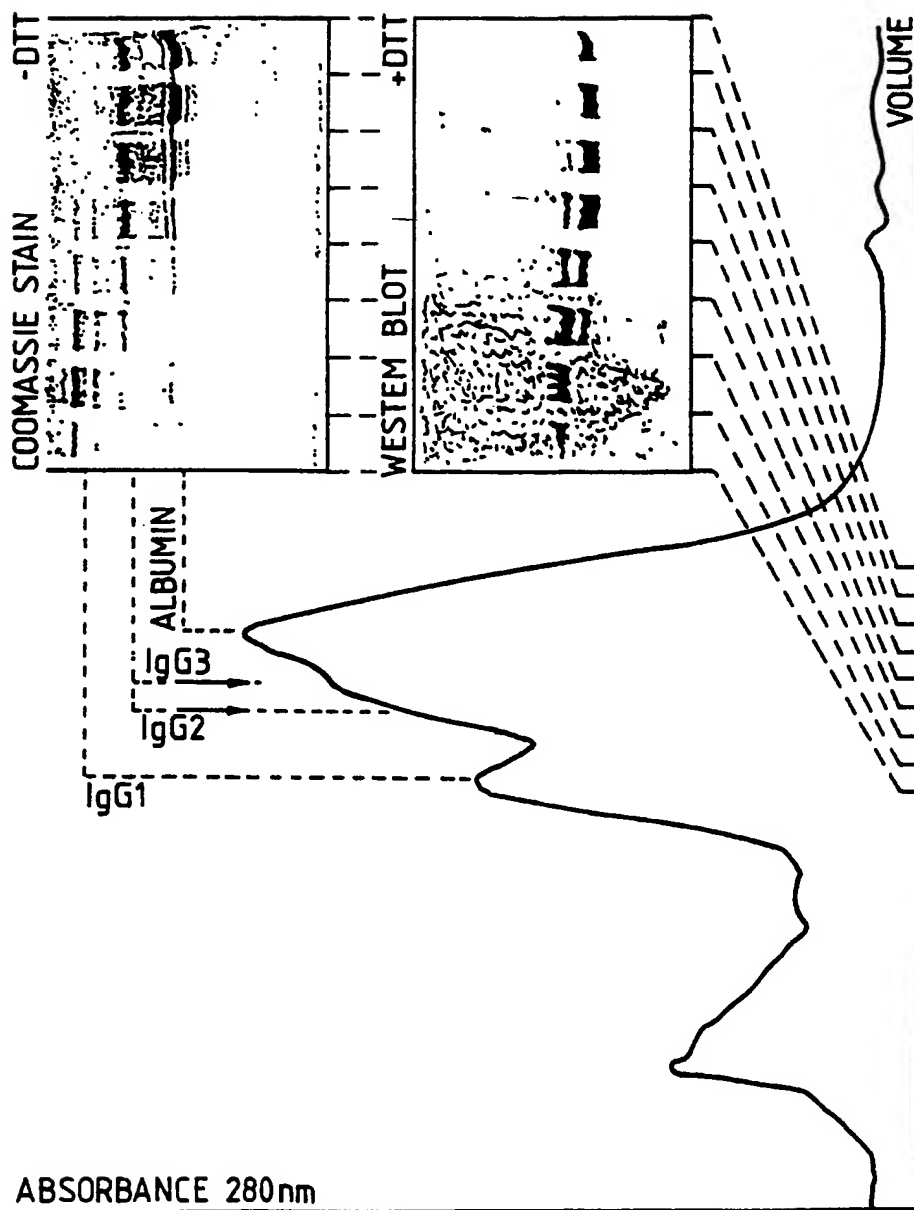 COOMASSIE STAIN -DTT
WESTEM BLOT +DTT
ALBUMIN
IgG3
IgG2
IgG1
VOLUME
ABSORBANCE 280nm